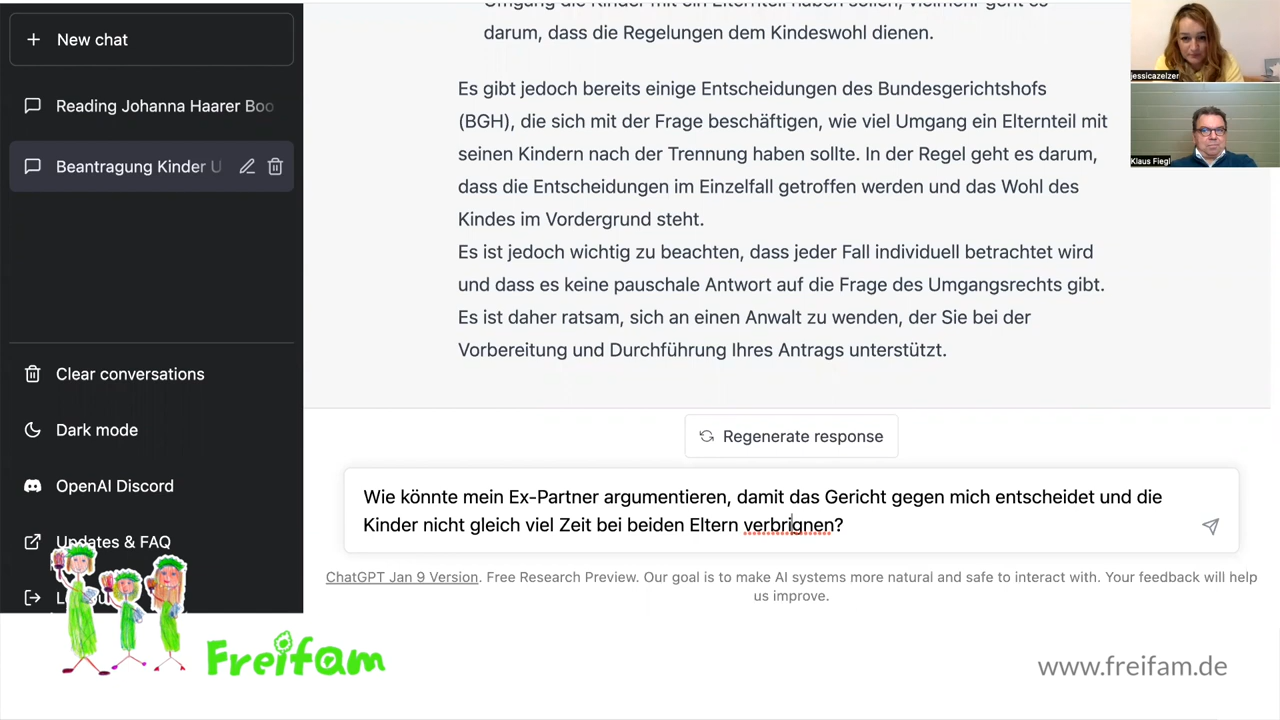 New chat
Reading Johanna Haarer Boo
Beantragung Kinder U
Clear conversations
Dark mode
OpenAI Discord
Updates & FAQ
darum, dass die Regelungen dem Kindeswohl dienen.
Es gibt jedoch bereits einige Entscheidungen des Bundesgerichtshofs
(BGH), die sich mit der Frage beschäftigen, wie viel Umgang ein Elternteil mit
seinen Kindern nach der Trennung haben sollte. In der Regel geht es darum,
dass die Entscheidungen im Einzelfall getroffen werden und das Wohl des
Kindes im Vordergrund steht.
Es ist jedoch wichtig zu beachten, dass jeder Fall individuell betrachtet wird
und dass es keine pauschale Antwort auf die Frage des Umgangsrechts gibt.
Es ist daher ratsam, sich an einen Anwalt zu wenden, der Sie bei der
Vorbereitung und Durchführung Ihres Antrags unterstützt.
Regenerate response
Wie könnte mein Ex-Partner argumentieren, damit das Gericht gegen mich entscheidet und die
Kinder nicht gleich viel Zeit bei beiden Eltern verbrignen?
ChatGPT Jan 9 Version. Free Research Preview. Our goal is to make AI systems more natural and safe to interact with. Your feedback will help
us improve.
jessicazelzer
Klaus Fiegl
Freifam
www.freifam.de